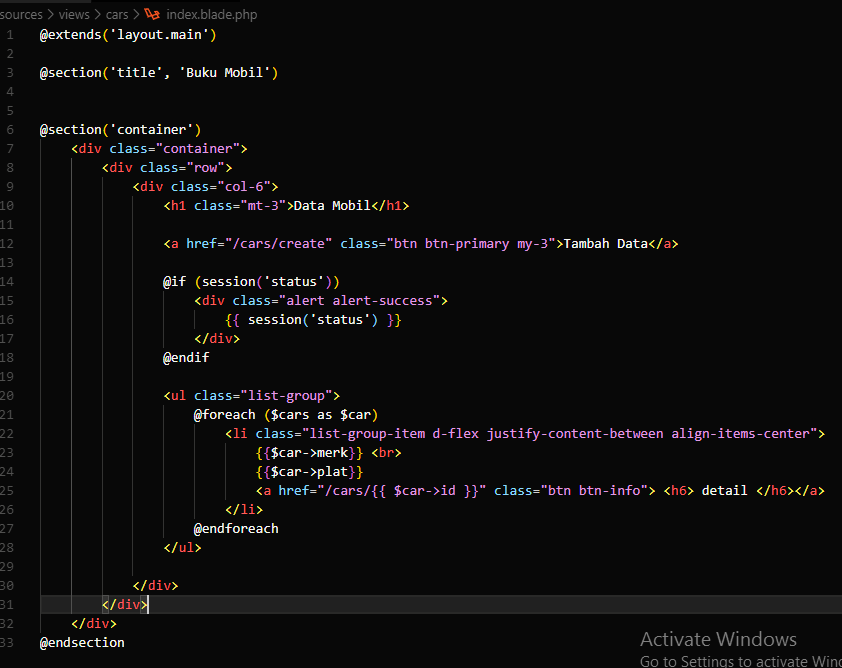 sources > views > cars > index.blade.php
1 @extends('layout.main')
2
3 @section('title', 'Buku Mobil')
4
5
6 @section('container')
7 <div class="container">
8 <div class="row">
9 <div class="col-6">
10 <h1 class="mt-3">Data Mobil</h1>
11
12 <a href="/cars/create" class="btn btn-primary my-3">Tambah Data</a>
13
14 @if (session('status'))
15 <div class="alert alert-success">
16 {{ session('status') }}
17 </div>
18 @endif
19
20 <ul class="list-group">
21 @foreach ($cars as $car)
22 <li class="list-group-item d-flex justify-content-between align-items-center">
23 {{$car->merk}} <br>
24 {{$car->plat}}
25 <a href="/cars/{{ $car->id }}" class="btn btn-info"> <h6> detail </h6></a>
26 </li>
27 @endforeach
28 </ul>
29
30 </div>
31 </div>
32 </div>
33 @endsection
Activate Windows
Go to Settings to activate Win